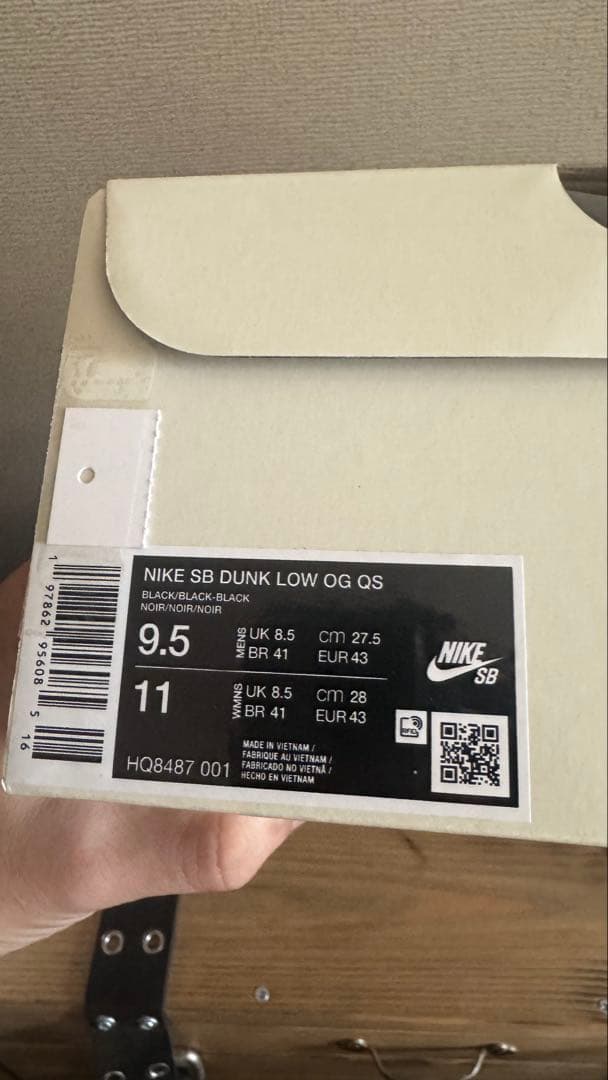 NIKE SB DUNK LOW OG QS
BLACK/BLACK-BLACK
NOIR/NOIR/NOIR
9.5 MENS UK 8.5 cm 27.5
BR 41 EUR 43
11 WMNS UK 8.5 cm 28
BR 41 EUR 43
HQ8487 001
MADE IN VIETNAM /
FABRIQUE AU VIETNAM /
FABRICADO NO VIETNÃ /
HECHO EN VIETNAM
NIKE
SB
RFID
1 97862 95608 5 16